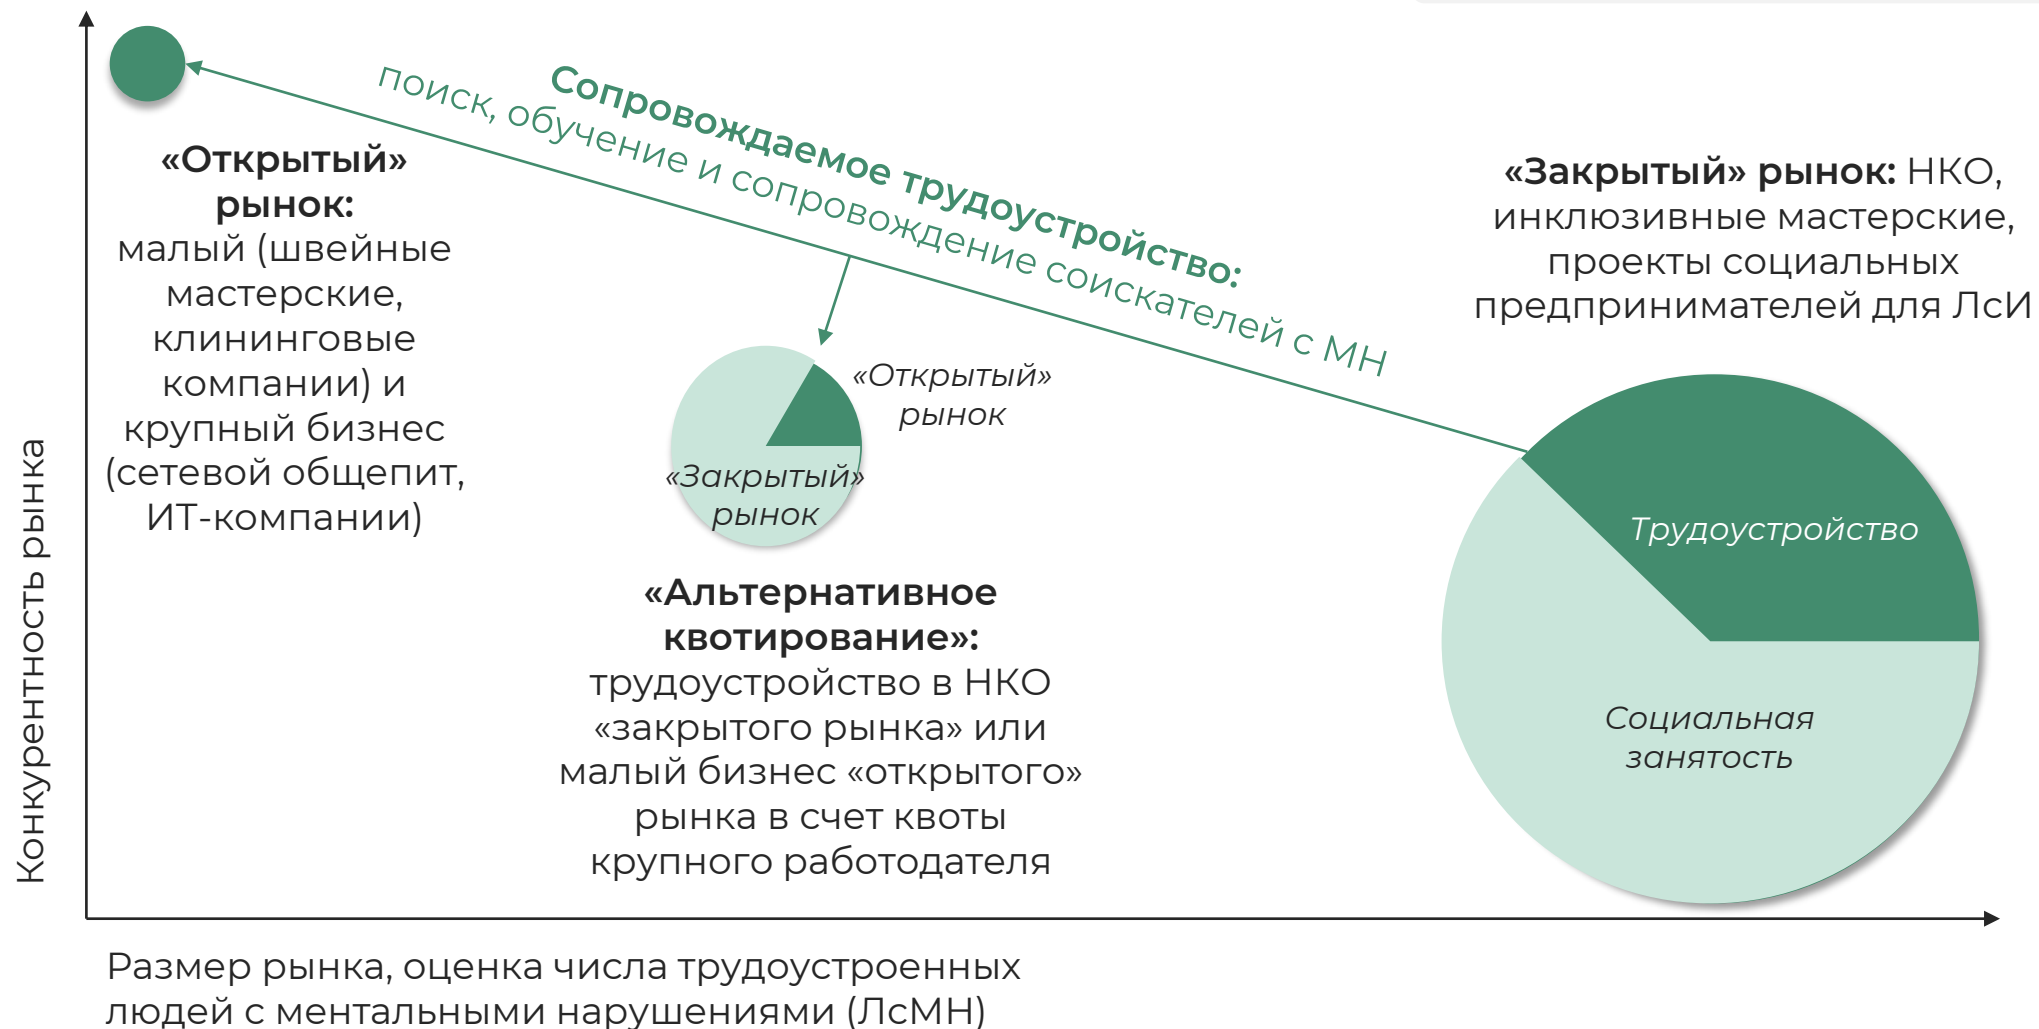 Сопровождаемое трудоустройство:
поиск, обучение и сопровождение соискателей с МН
«Открытый»
рынок:
малый (швейные
мастерские,
клининговые
компании) и
крупный бизнес
(сетевой общепит,
ИТ-компании)
«Закрытый» рынок: НКО,
инклюзивные мастерские,
проекты социальных
предпринимателей для ЛсИ
«Открытый»
рынок
«Закрытый»
рынок
«Альтернативное
квотирование»:
трудоустройство в НКО
«закрытого рынка» или
малый бизнес «открытого»
рынка в счет квоты
крупного работодателя
Трудоустройство
Социальная
занятость
Конкурентность рынка
Размер рынка, оценка числа трудоустроенных
людей с ментальными нарушениями (ЛсМН)